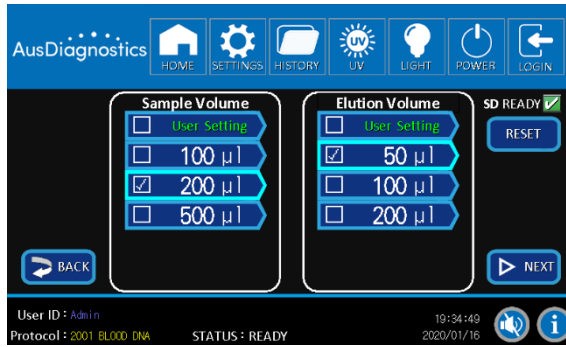 AusDiagnostics
HOME SETTINGS HISTORY UV LIGHT POWER LOGIN
Sample Volume
User Setting
100 µl
200 µl
500 µl
Elution Volume
User Setting
50 µl
100 µl
200 µl
SD READY
RESET
BACK
NEXT
User ID : Admin
Protocol : 2001 BLOOD DNA
STATUS : READY
19:34:49
2020/01/16